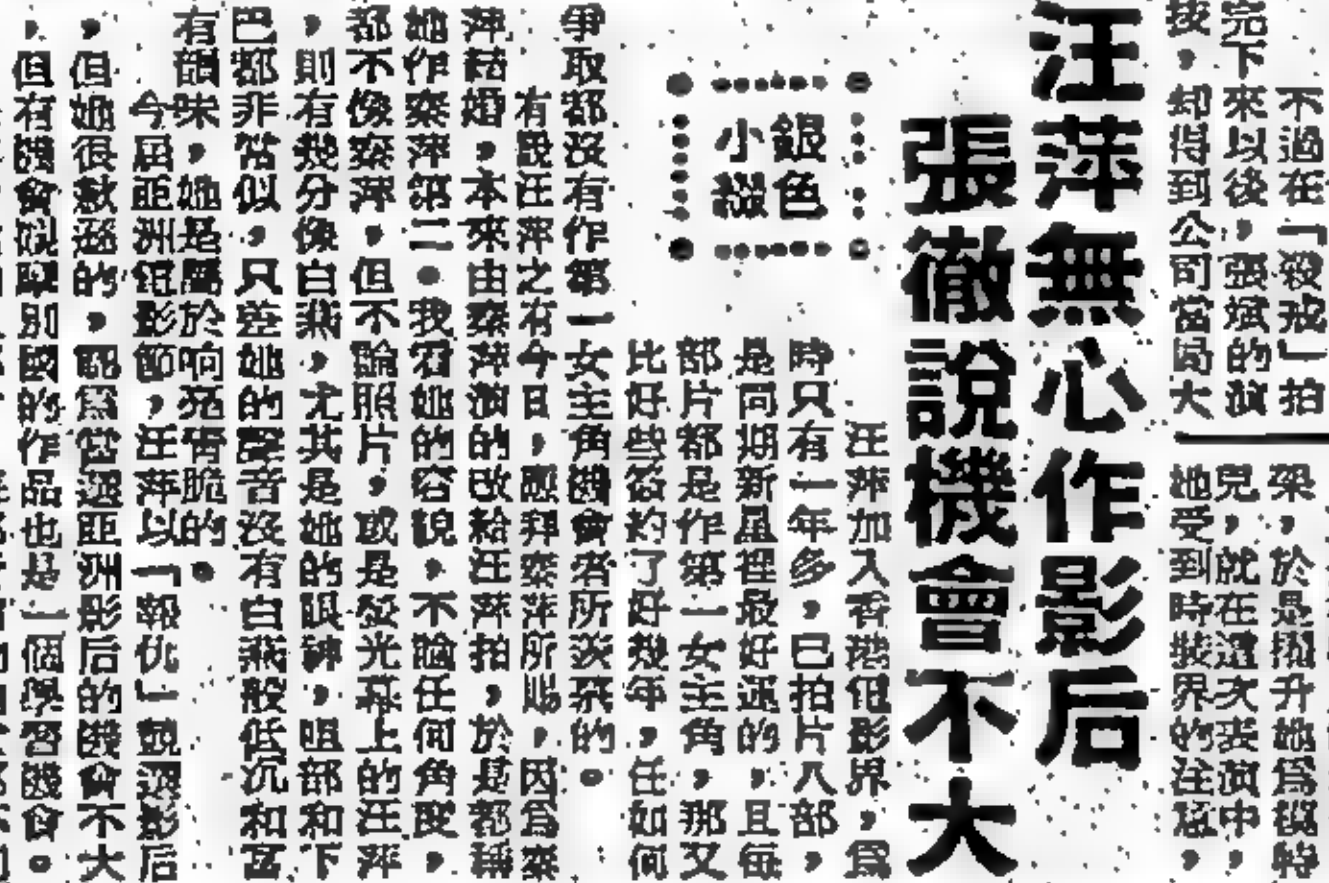 不過在「殺戒」拍
完下來以後，張斌的演
技，却得到公司當局大
梁，於是擢升她爲模特
兒，就在這次表演中，
她受到時裝界的注意，
汪萍無心作影后
張徹說機會不大
銀色
小綴
汪萍加入香港電影界，爲
時只有一年多，已拍片八部，
是同期新星裡最好運的，且每
部片都是作第一女主角，那又
比好些簽約了好幾年，任如何
爭取都沒有作第一女主角機會者所羨慕的。
有說汪萍之有今日，應拜秦萍所賜，因爲秦
萍結婚，本來由秦萍演的改給汪萍拍，於是都稱
她作秦萍第二。我看她的容貌，不論任何角度，
都不像秦萍，但不論照片，或是螢光幕上的汪萍
，則有幾分像白燕，尤其是她的眼神，咀部和下
巴都非常似，只差她的聲音沒有白燕般低沉和富
有韻味，她是屬於响亮脆的。
今屆亞洲電影節，汪萍以「報仇」競選影后
，但她很謙遜的，認爲當選亞洲影后的機會不大
，但有機會觀摩別國的作品也是一個學習機會。